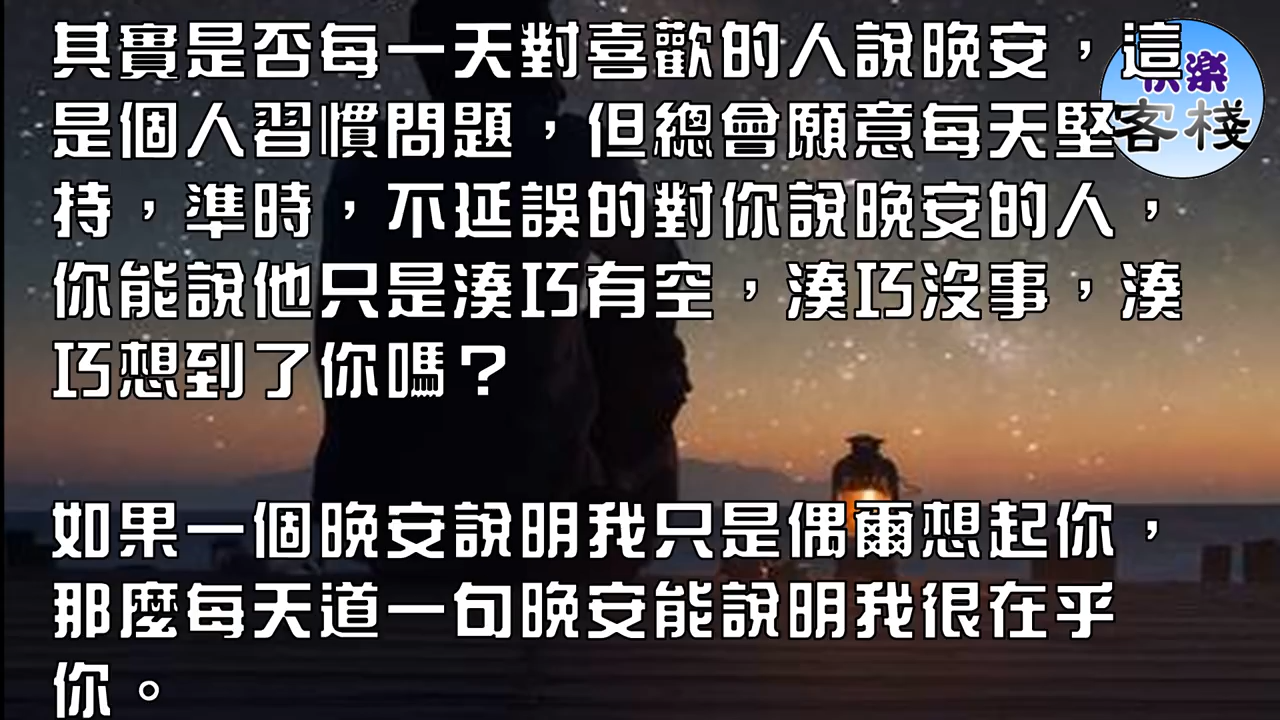 其實是否每一天對喜歡的人說晚安，這
是個人習慣問題，但總會願意每天堅
持，準時，不延誤的對你說晚安的人，
你能說他只是湊巧有空，湊巧沒事，湊
巧想到了你嗎？
如果一個晚安說明我只是偶爾想起你，
那麼每天道一句晚安能說明我很在乎
你。
快樂
客棧